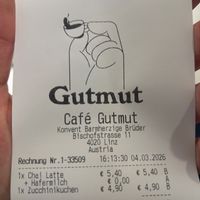 Gutmut
Café Gutmut
Konvent Barmherzige Brüder
Bischofstrasse 11
4020 Linz
Austria
Rechnung Nr.1-33509 16:13:30 04.03.2026
1x Chai Latte € 5,40 € 5,40 B
+ Hafermilch € 0,00 A
1x Zucchinikuchen € 4,90 € 4,90 B